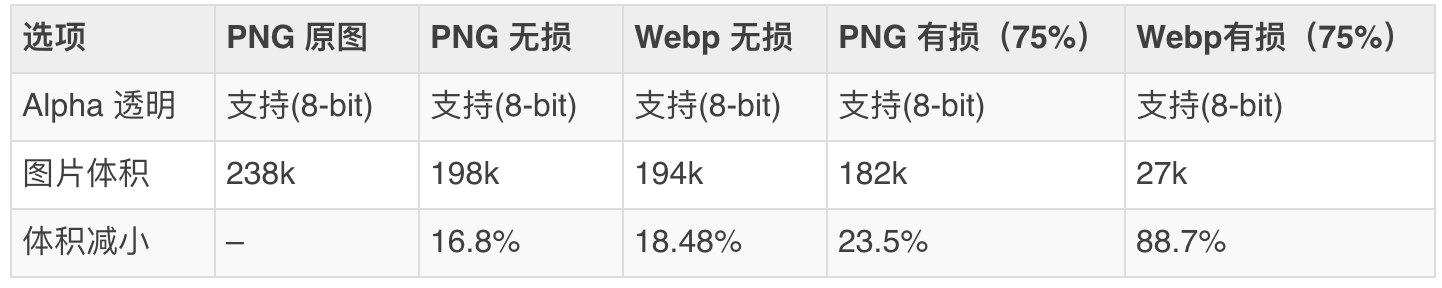 选项 PNG 原图 PNG 无损 Webp 无损 PNG 有损（75%） Webp有损（75%）
Alpha 透明 支持(8-bit) 支持(8-bit) 支持(8-bit) 支持(8-bit) 支持(8-bit)
图片体积 238k 198k 194k 182k 27k
体积减小 – 16.8% 18.48% 23.5% 88.7%